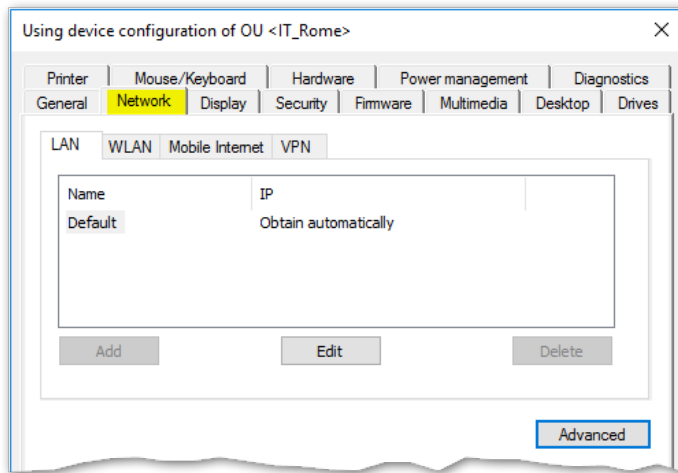 Using device configuration of OU <IT_Rome>
Printer Mouse/Keyboard Hardware Power management Diagnostics
General Network Display Security Firmware Multimedia Desktop Drives
LAN WLAN Mobile Internet VPN
Name IP
Default Obtain automatically
Add Edit Delete
Advanced